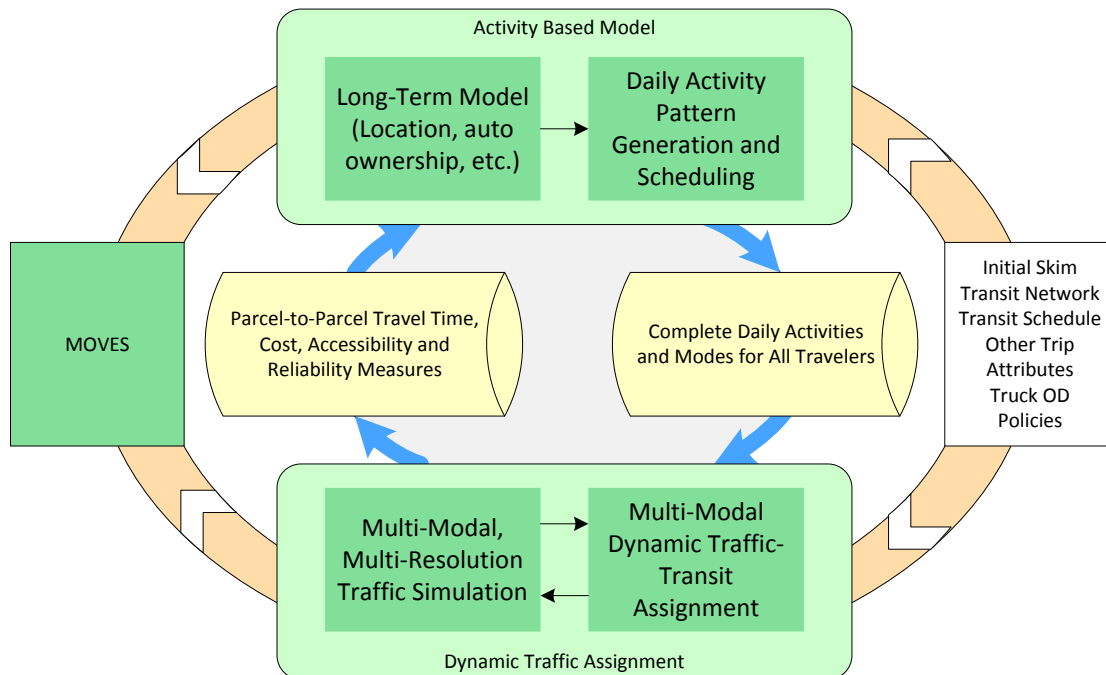 Activity Based Model
Long-Term Model
(Location, auto
ownership, etc.)
Daily Activity
Pattern
Generation and
Scheduling
MOVES
Parcel-to-Parcel Travel Time,
Cost, Accessibility and
Reliability Measures
Complete Daily Activities
and Modes for All Travelers
Initial Skim
Transit Network
Transit Schedule
Other Trip
Attributes
Truck OD
Policies
Multi-Modal,
Multi-Resolution
Traffic Simulation
Multi-Modal
Dynamic Traffic-
Transit
Assignment
Dynamic Traffic Assignment